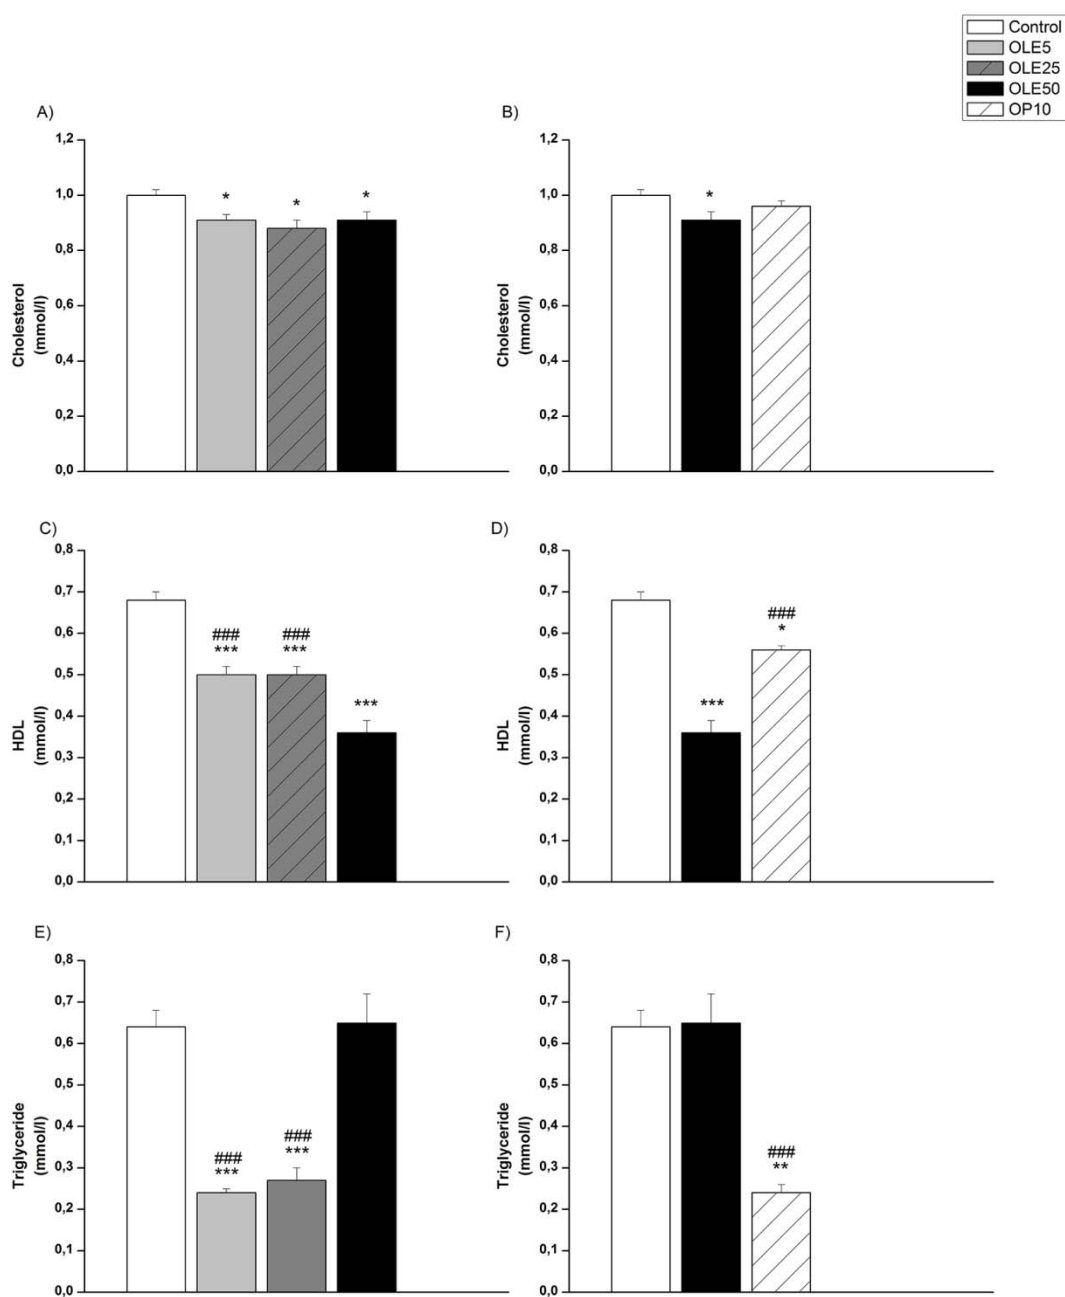 Control
OLE5
OLE25
OLE50
OP10
A)
1,2
1,0
0,8
0,6
0,4
0,2
0,0
Cholesterol
(mmol/l)
*
*
*
B)
1,2
1,0
0,8
0,6
0,4
0,2
0,0
Cholesterol
(mmol/l)
*
C)
0,8
0,7
0,6
0,5
0,4
0,3
0,2
0,1
0,0
HDL
(mmol/l)
###
***
###
***
***
D)
0,8
0,7
0,6
0,5
0,4
0,3
0,2
0,1
0,0
HDL
(mmol/l)
***
###
*
E)
0,8
0,7
0,6
0,5
0,4
0,3
0,2
0,1
0,0
Triglyceride
(mmol/l)
###
***
###
***
F)
0,8
0,7
0,6
0,5
0,4
0,3
0,2
0,1
0,0
Triglyceride
(mmol/l)
###
**